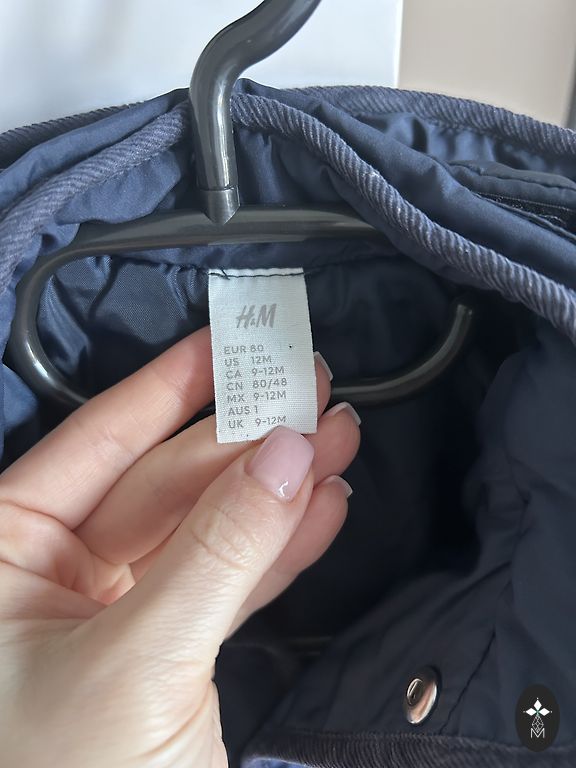 H&M
EUR 80
US 12M
CA 9-12M
CN 80/48
MX 9-12M
AUS 1
UK 9-12M
M